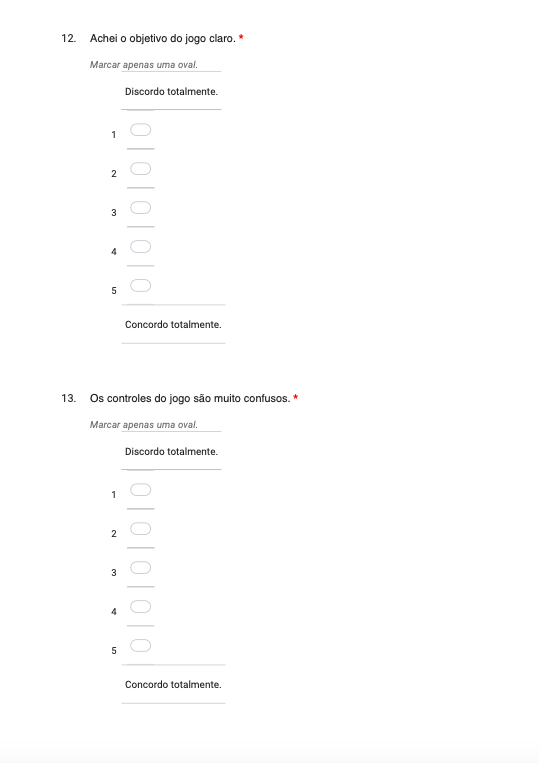 12. Achei o objetivo do jogo claro. *
Marcar apenas uma oval.
Discordo totalmente.
1
2
3
4
5
Concordo totalmente.
13. Os controles do jogo são muito confusos. *
Marcar apenas uma oval.
Discordo totalmente.
1
2
3
4
5
Concordo totalmente.